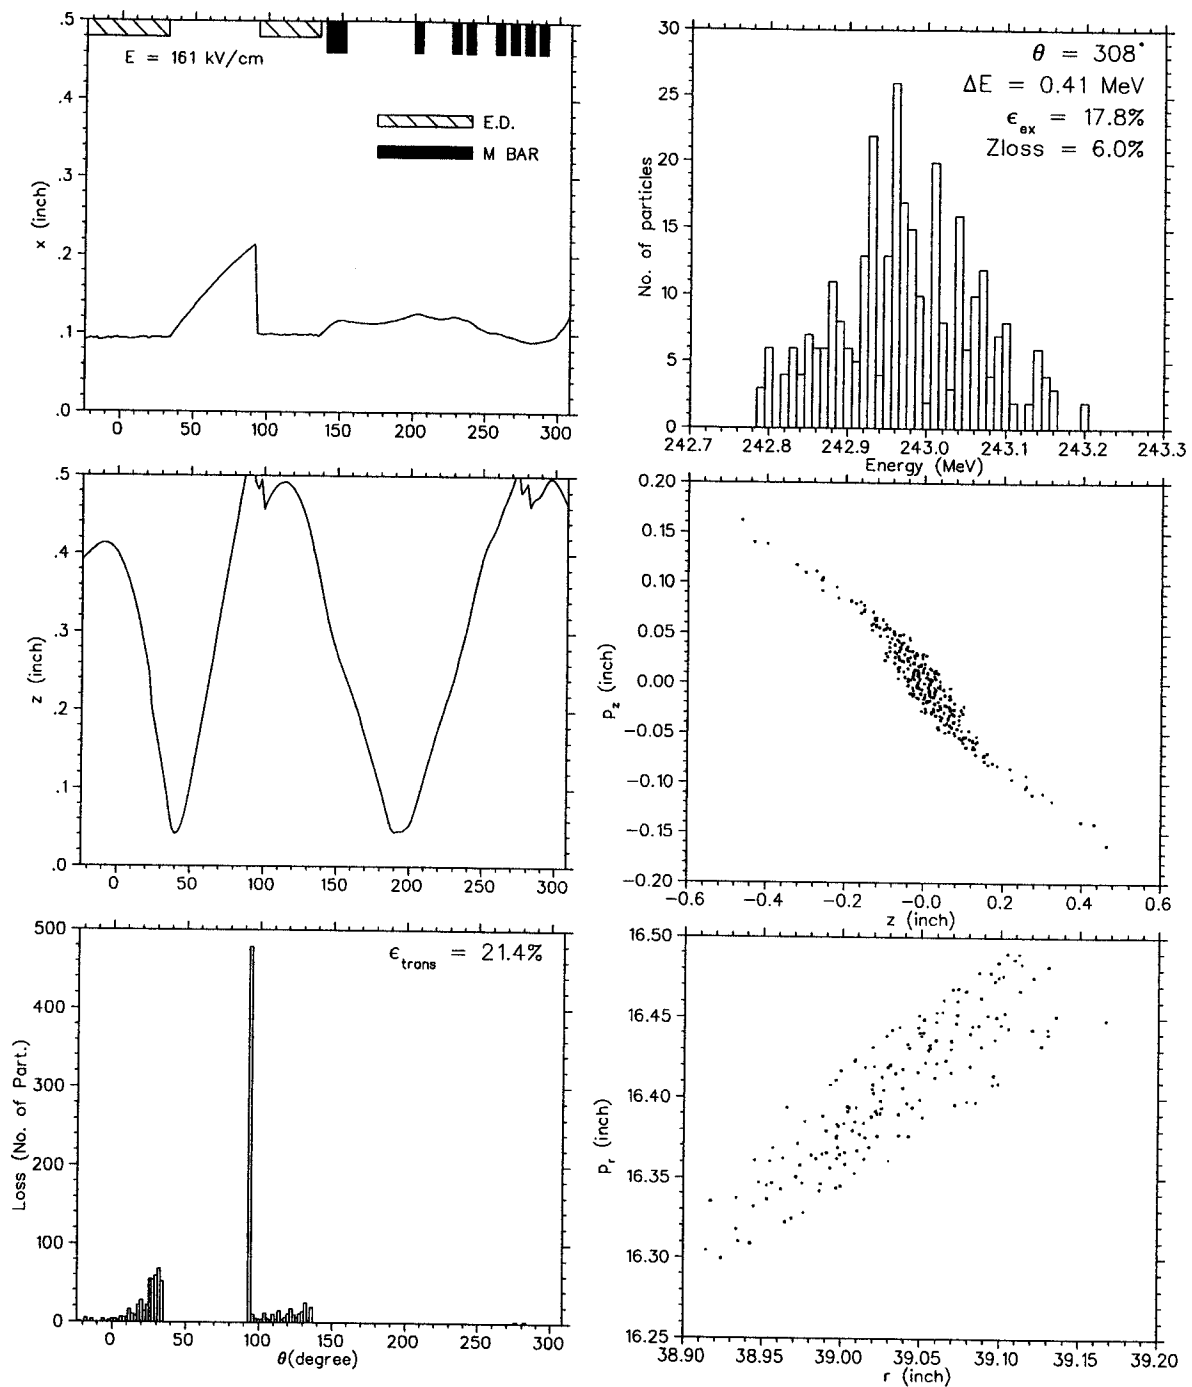 .5
.4
.3
.2
.1
.0
x (inch)
E = 161 kV/cm
E.D.
M BAR
0 50 100 150 200 250 300
30
25
20
15
10
5
0
No. of particles
θ = 308°
ΔE = 0.41 MeV
ϵex = 17.8%
Zloss = 6.0%
242.7 242.8 242.9 243.0 243.1 243.2 243.3
Energy (MeV)
.5
.4
.3
.2
.1
.0
z (inch)
0 50 100 150 200 250 300
0.20
0.15
0.10
0.05
0.00
−0.05
−0.10
−0.15
−0.20
pz (inch)
−0.6 −0.4 −0.2 −0.0 0.2 0.4 0.6
z (inch)
500
400
300
200
100
0
Loss (No. of Part.)
ϵtrans = 21.4%
0 50 100 150 200 250 300
θ(degree)
16.50
16.45
16.40
16.35
16.30
16.25
pr (inch)
38.90 38.95 39.00 39.05 39.10 39.15 39.20
r (inch)